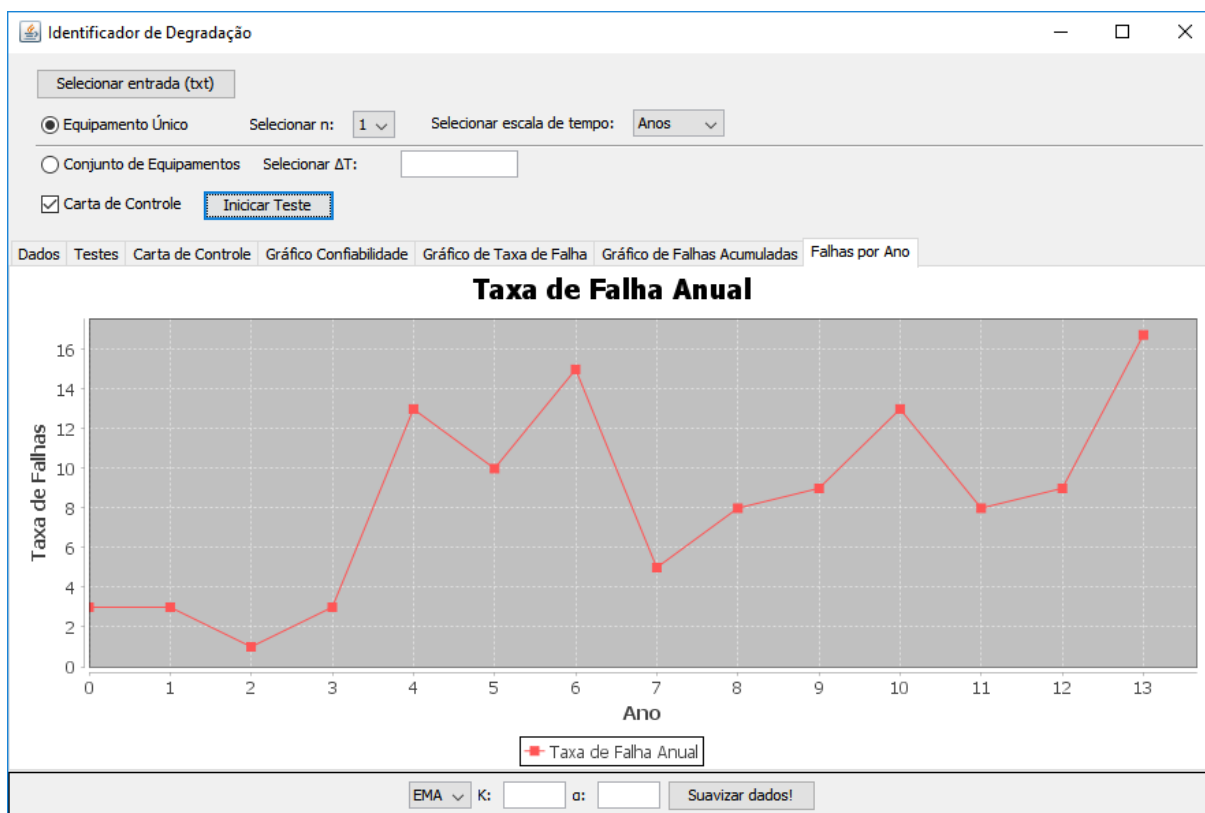 Identificador de Degradação
Selecionar entrada (txt)
Equipamento Único Selecionar n: 1 Selecionar escala de tempo: Anos
Conjunto de Equipamentos Selecionar ΔT:
Carta de Controle Inicicar Teste
Dados Testes Carta de Controle Gráfico Confiabilidade Gráfico de Taxa de Falha Gráfico de Falhas Acumuladas Falhas por Ano
Taxa de Falha Anual
Taxa de Falhas
16
14
12
10
8
6
4
2
0
0 1 2 3 4 5 6 7 8 9 10 11 12 13
Ano
Taxa de Falha Anual
EMA K: α: Suavizar dados!